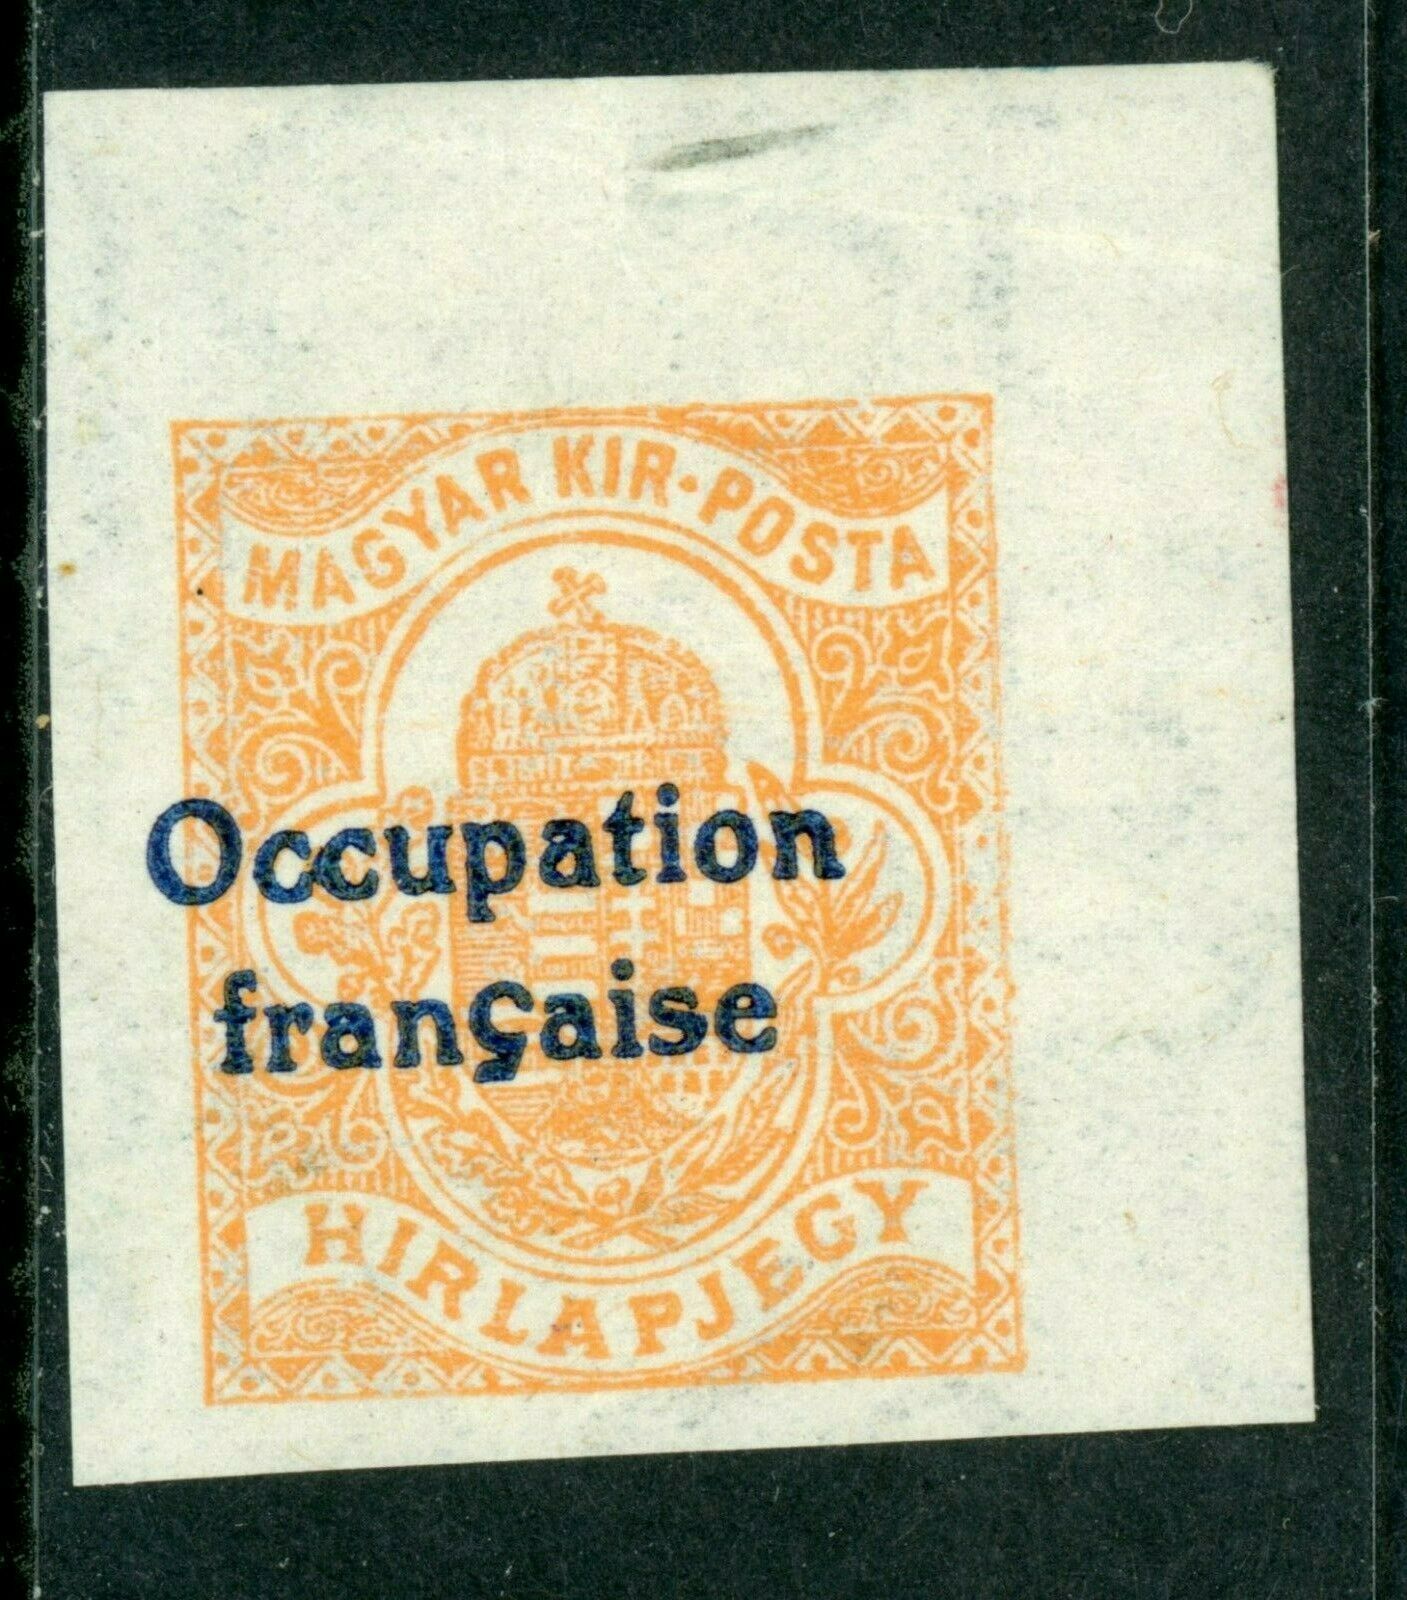 MAGYAR KIR·POSTA
Occupation
française
HIRLAPJEGY